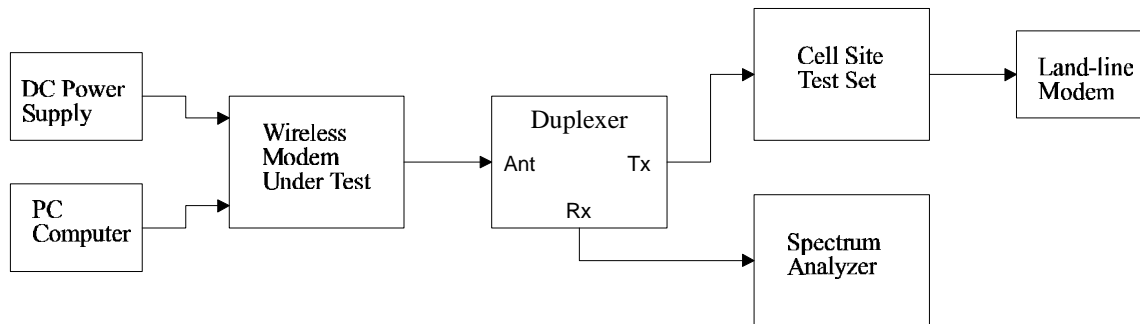 DC Power
Supply
PC
Computer
Wireless
Modem
Under Test
Duplexer
Ant
Tx
Rx
Cell Site
Test Set
Land-line
Modem
Spectrum
Analyzer